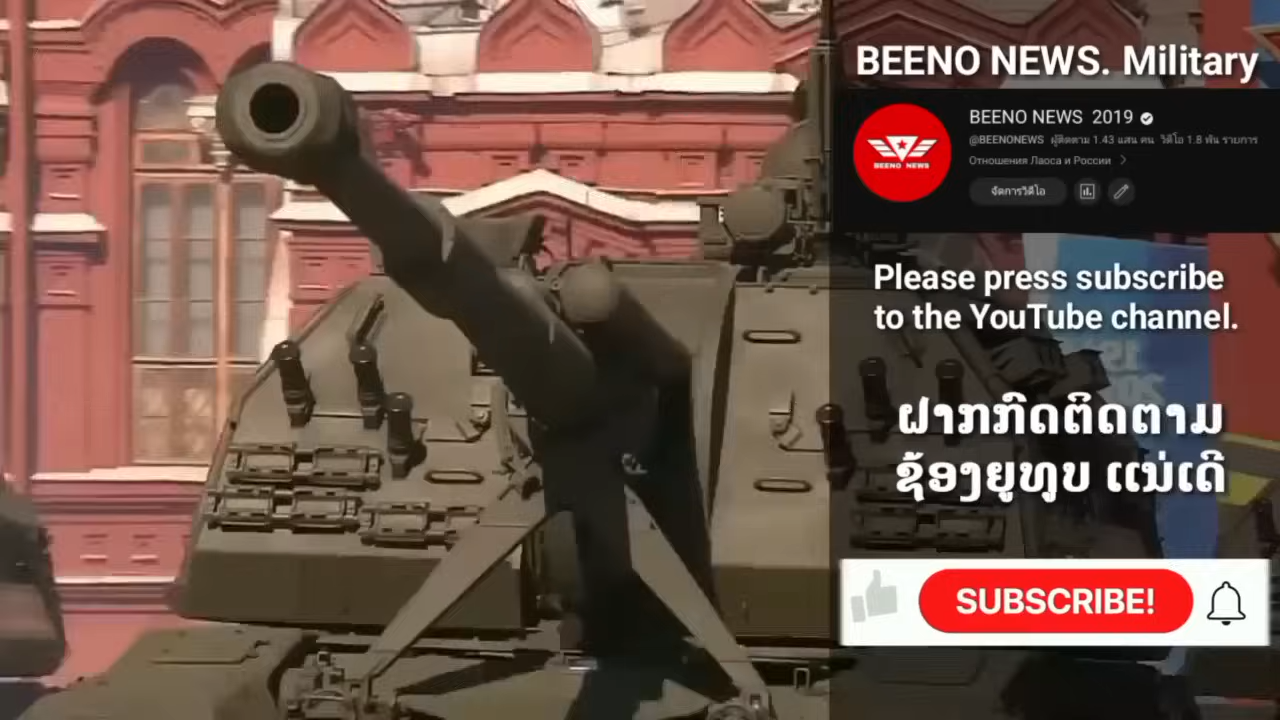 BEENO NEWS. Military
BEENO NEWS 2019
@BEENONEWS ผู้ติดตาม 1.43 แสน คน วิดีโอ 1.8 พัน รายการ
Отношения Лаоса и России
BEENO NEWS
จัดการวิดีโอ
Please press subscribe
to the YouTube channel.
ຝາກກົດຕິດຕາມ
ຊ້ອງຍູທູບ ແນ່ເດີ
SUBSCRIBE!